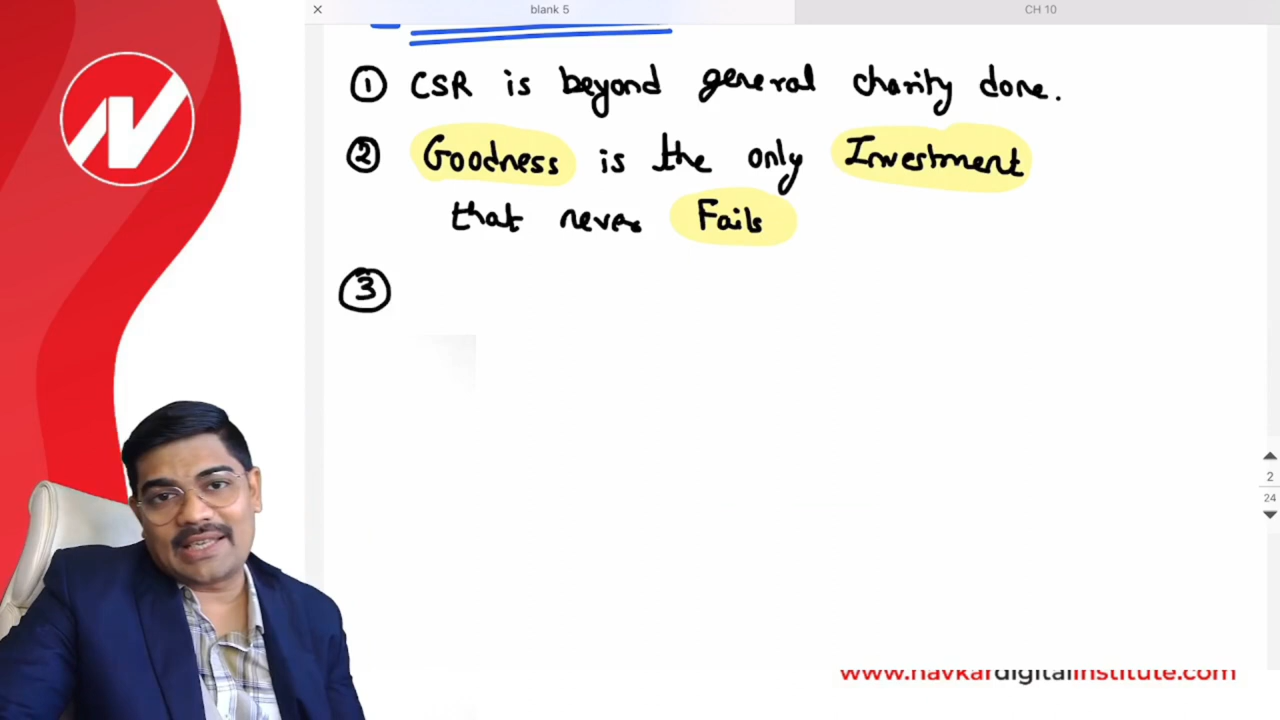 blank 5
CH 10
① CSR is beyond general charity done.
② Goodness is the only Investment
that never Fails
③
2
24
www.navkardigitalinstitute.com